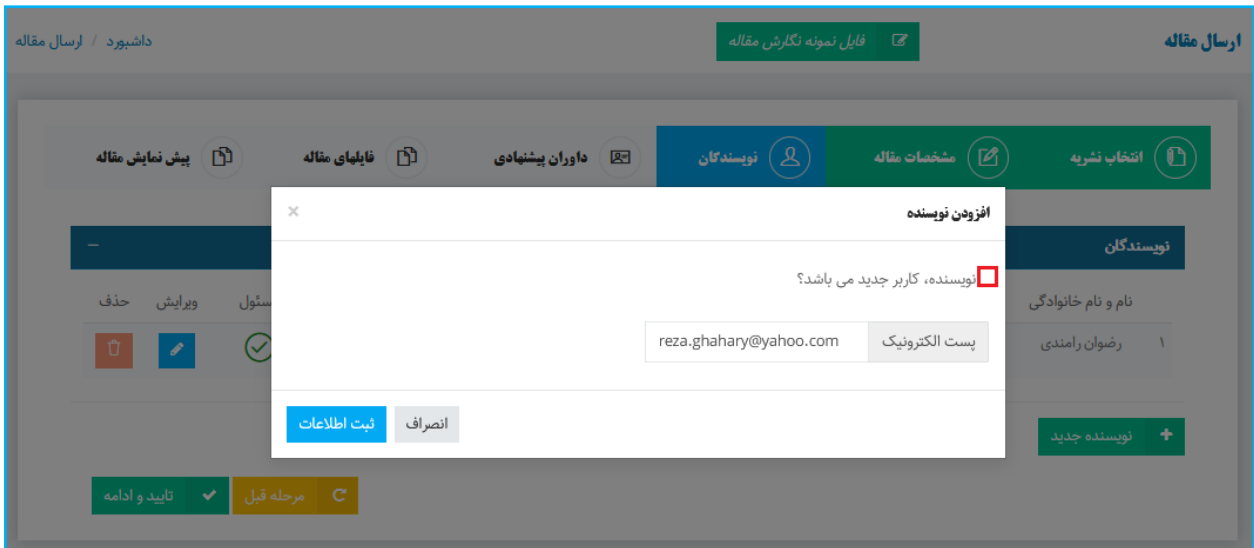 ارسال مقاله
فایل نمونه نگارش مقاله
داشبورد / ارسال مقاله
انتخاب نشریه
مشخصات مقاله
نویسندگان
داوران پیشنهادی
فایلهای مقاله
پیش نمایش مقاله
افزودن نویسنده ×
نویسندگان
نویسنده، کاربر جدید می باشد؟
نام و نام خانوادگی
ویرایش حذف
پست الکترونیک reza.ghahary@yahoo.com
۱ رضوان رامندی
انصراف ثبت اطلاعات
نویسنده جدید
مرحله قبل
تایید و ادامه